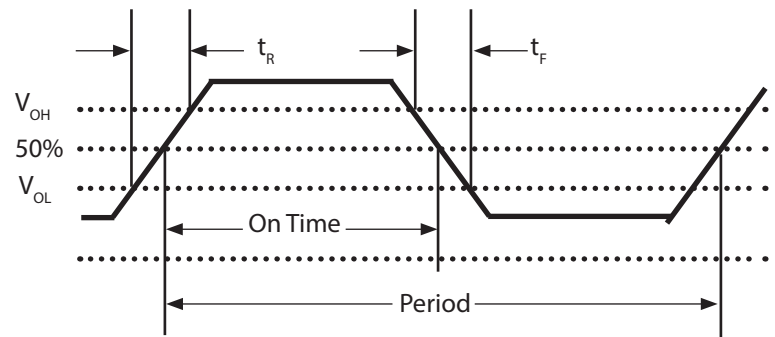 t_R
t_F
V_OH
50%
V_OL
On Time
Period